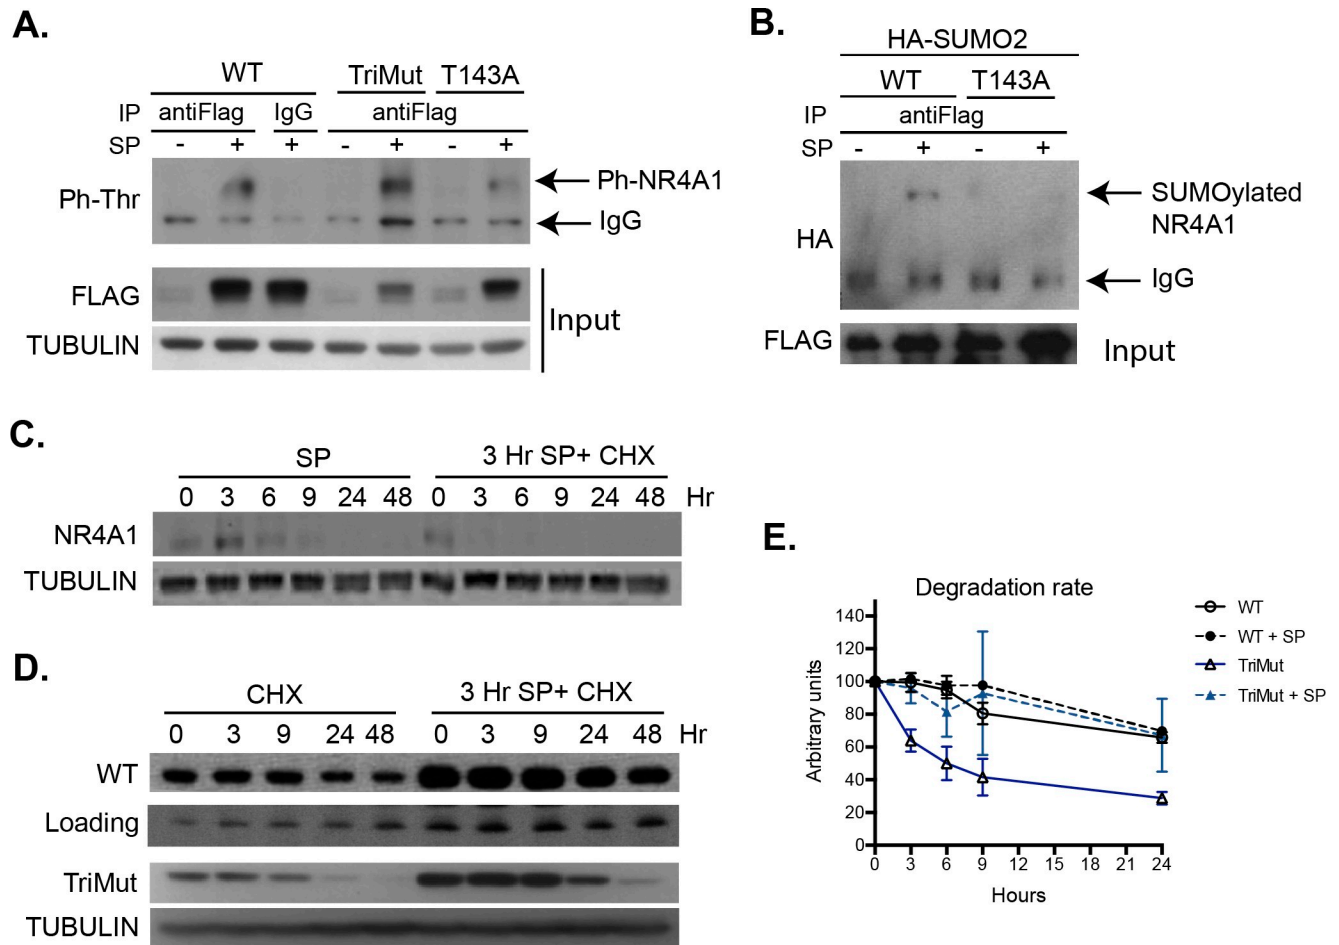 A.
WT TriMut T143A
IP antiFlag IgG antiFlag
SP - + + - + - +
Ph-Thr
Ph-NR4A1
IgG
FLAG
TUBULIN
Input
B.
HA-SUMO2
WT T143A
IP antiFlag
SP - + - +
HA
SUMOylated
NR4A1
IgG
FLAG
Input
C.
SP 3 Hr SP+ CHX
0 3 6 9 24 48 0 3 6 9 24 48 Hr
NR4A1
TUBULIN
D.
CHX 3 Hr SP+ CHX
0 3 9 24 48 0 3 9 24 48 Hr
WT
Loading
TriMut
TUBULIN
E.
Degradation rate
Arbitrary units
140
120
100
80
60
40
20
0
0 3 6 9 12 15 18 21 24
Hours
WT
WT + SP
TriMut
TriMut + SP